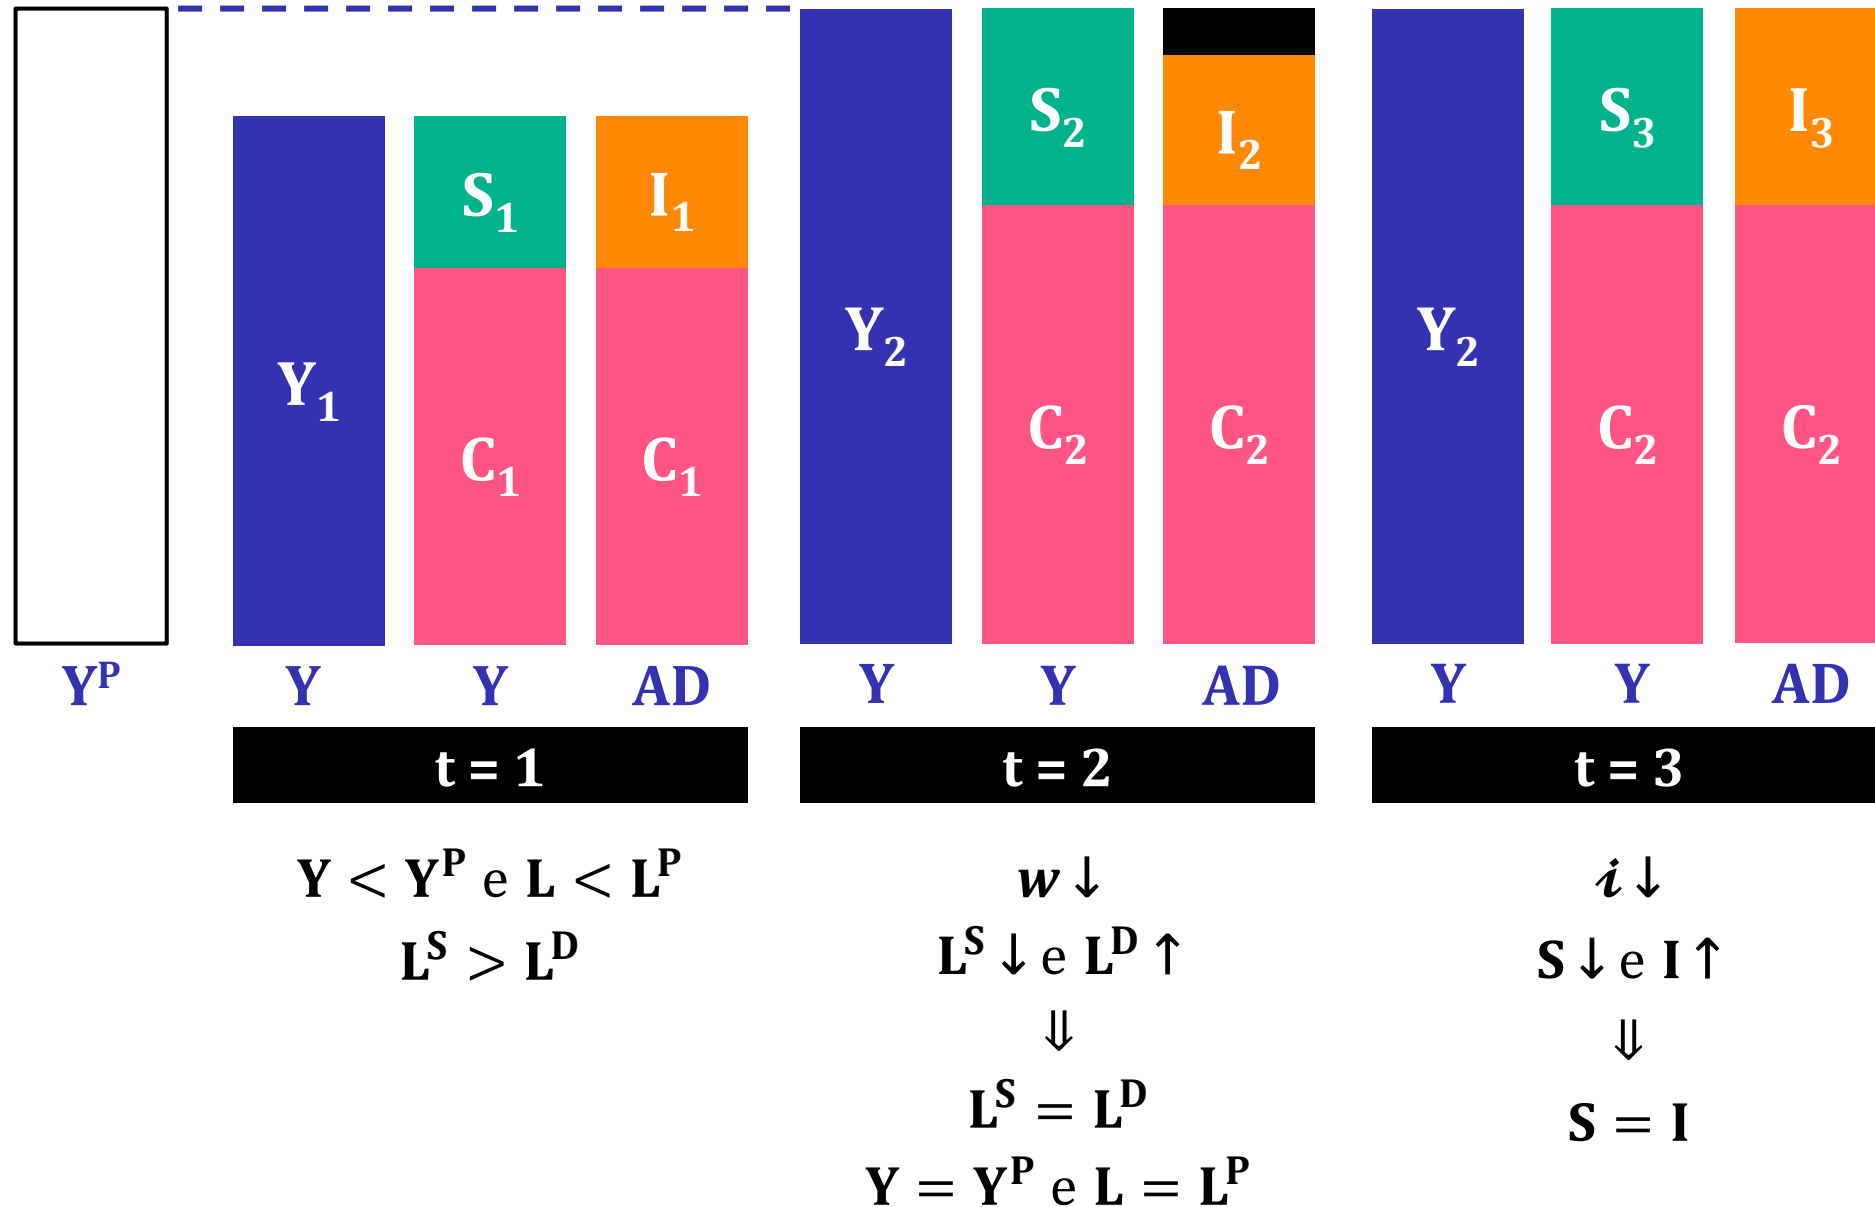 S₂ S₃ I₃
I₂
S₁ I₁
Y₂ Y₂
Y₁
C₂ C₂ C₂ C₂
C₁ C₁
Yᴾ Y Y AD Y Y AD Y Y AD
t = 1 t = 2 t = 3
Y < Yᴾ e L < Lᴾ
Lˢ > Lᴰ
w ↓
Lˢ ↓ e Lᴰ ↑
⇓
Lˢ = Lᴰ
Y = Yᴾ e L = Lᴾ
i ↓
S ↓ e I ↑
⇓
S = I